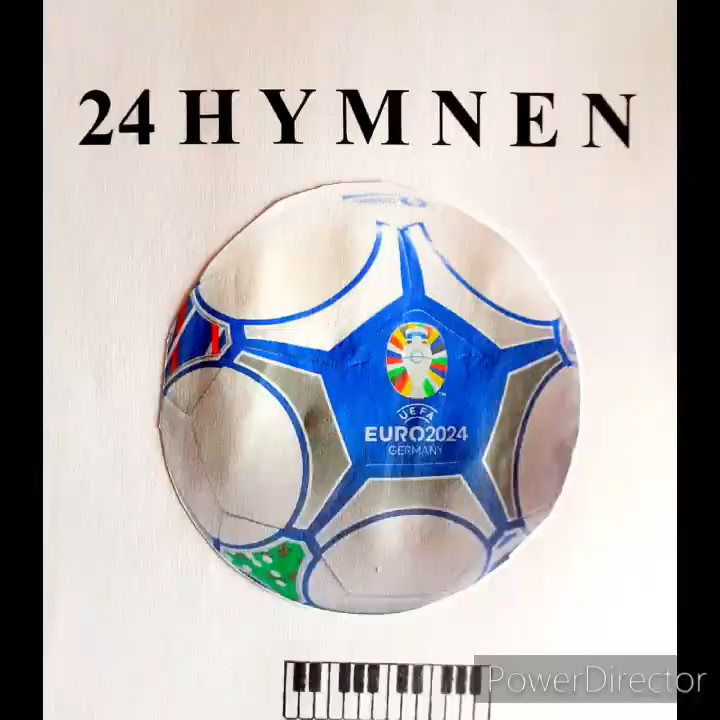 24 H Y M N E N
UEFA
EURO2024
GERMANY
PowerDirector